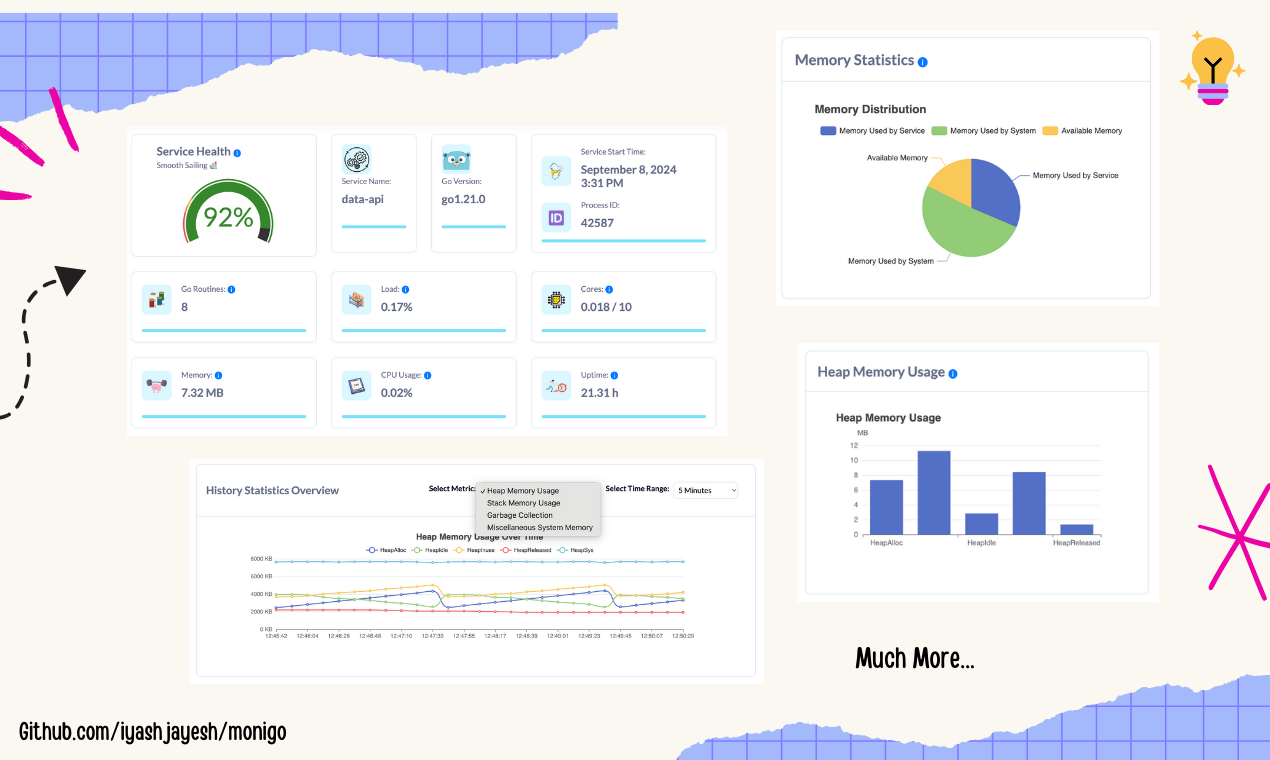 Service Health
Smooth Sailing
92%
Service Name:
data-api
Go Version:
go1.21.0
Service Start Time:
September 8, 2024
3:31 PM
Process ID:
ID
42587
Go Routines:
8
Load:
0.17%
Cores:
0.018 / 10
Memory:
7.32 MB
CPU Usage:
0.02%
Uptime:
21.31 h
Memory Statistics
Memory Distribution
Memory Used by Service
Memory Used by System
Available Memory
Available Memory
Memory Used by Service
Memory Used by System
History Statistics Overview
Select Metric:
✓ Heap Memory Usage
Stack Memory Usage
Garbage Collection
Miscellaneous System Memory
Select Time Range:
5 Minutes
Heap Memory Usage Over Time
HeapAlloc HeapIdle HeapInuse HeapReleased HeapSys
8000 KB
6000 KB
4000 KB
2000 KB
0 KB
12:45:42 12:46:04 12:46:25 12:46:48 12:47:10 12:47:33 12:47:55 12:48:17 12:48:39 12:49:01 12:49:23 12:49:45 12:50:07 12:50:29
Heap Memory Usage
Heap Memory Usage
MB
12
10
8
6
4
2
0
HeapAlloc HeapIdle HeapReleased
Much More...
Github.com/iyashjayesh/monigo